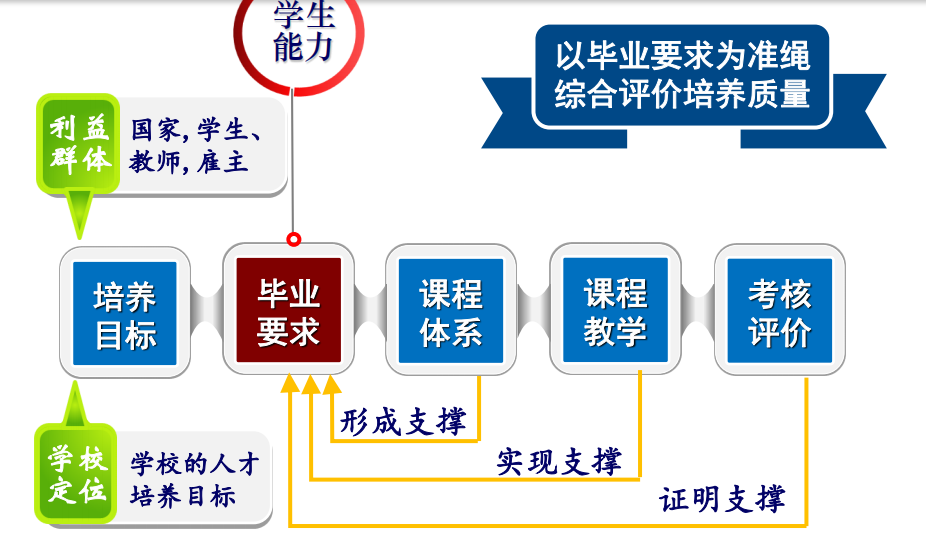 学生
能力
以毕业要求为准绳
综合评价培养质量
利益
群体
国家,学生、
教师,雇主
培养
目标
毕业
要求
课程
体系
课程
教学
考核
评价
形成支撑
实现支撑
证明支撑
学校
定位
学校的人才
培养目标